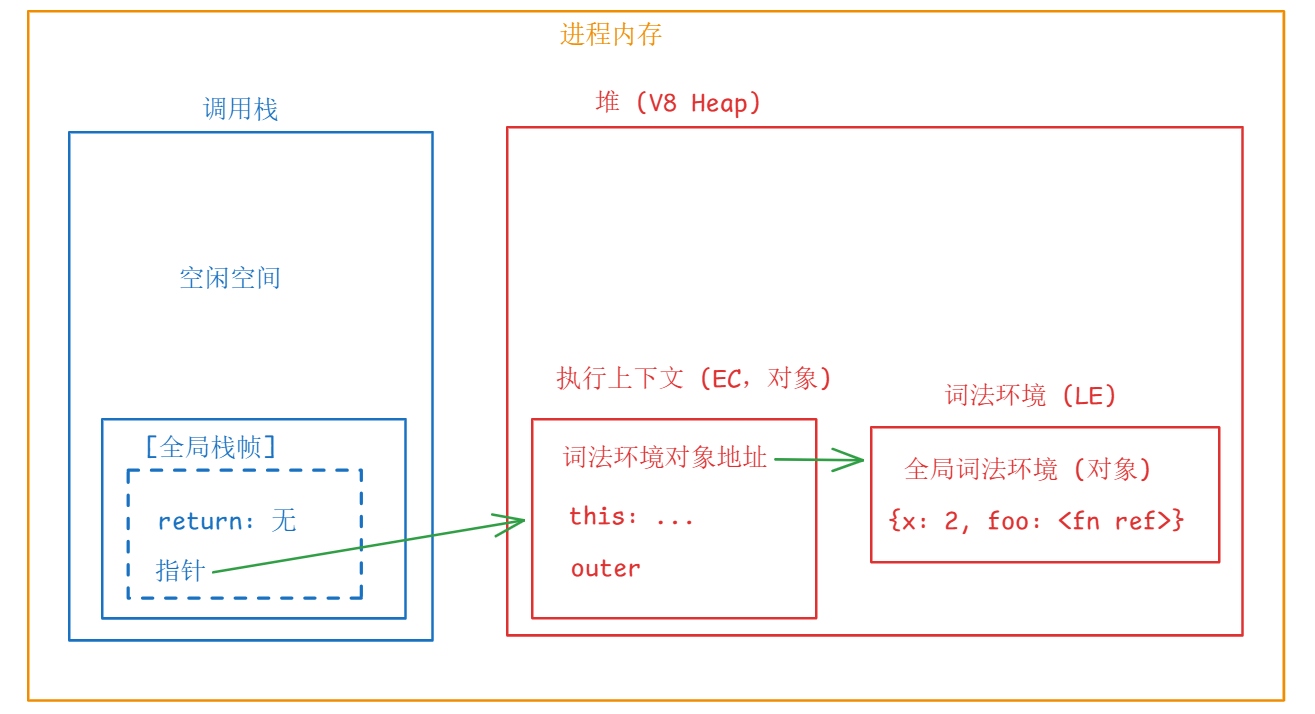 进程内存
调用栈
堆 (V8 Heap)
空闲空间
执行上下文 (EC，对象)
词法环境 (LE)
[全局栈帧]
return: 无
指针
词法环境对象地址
this: ...
outer
全局词法环境 (对象)
{x: 2, foo: <fn ref>}